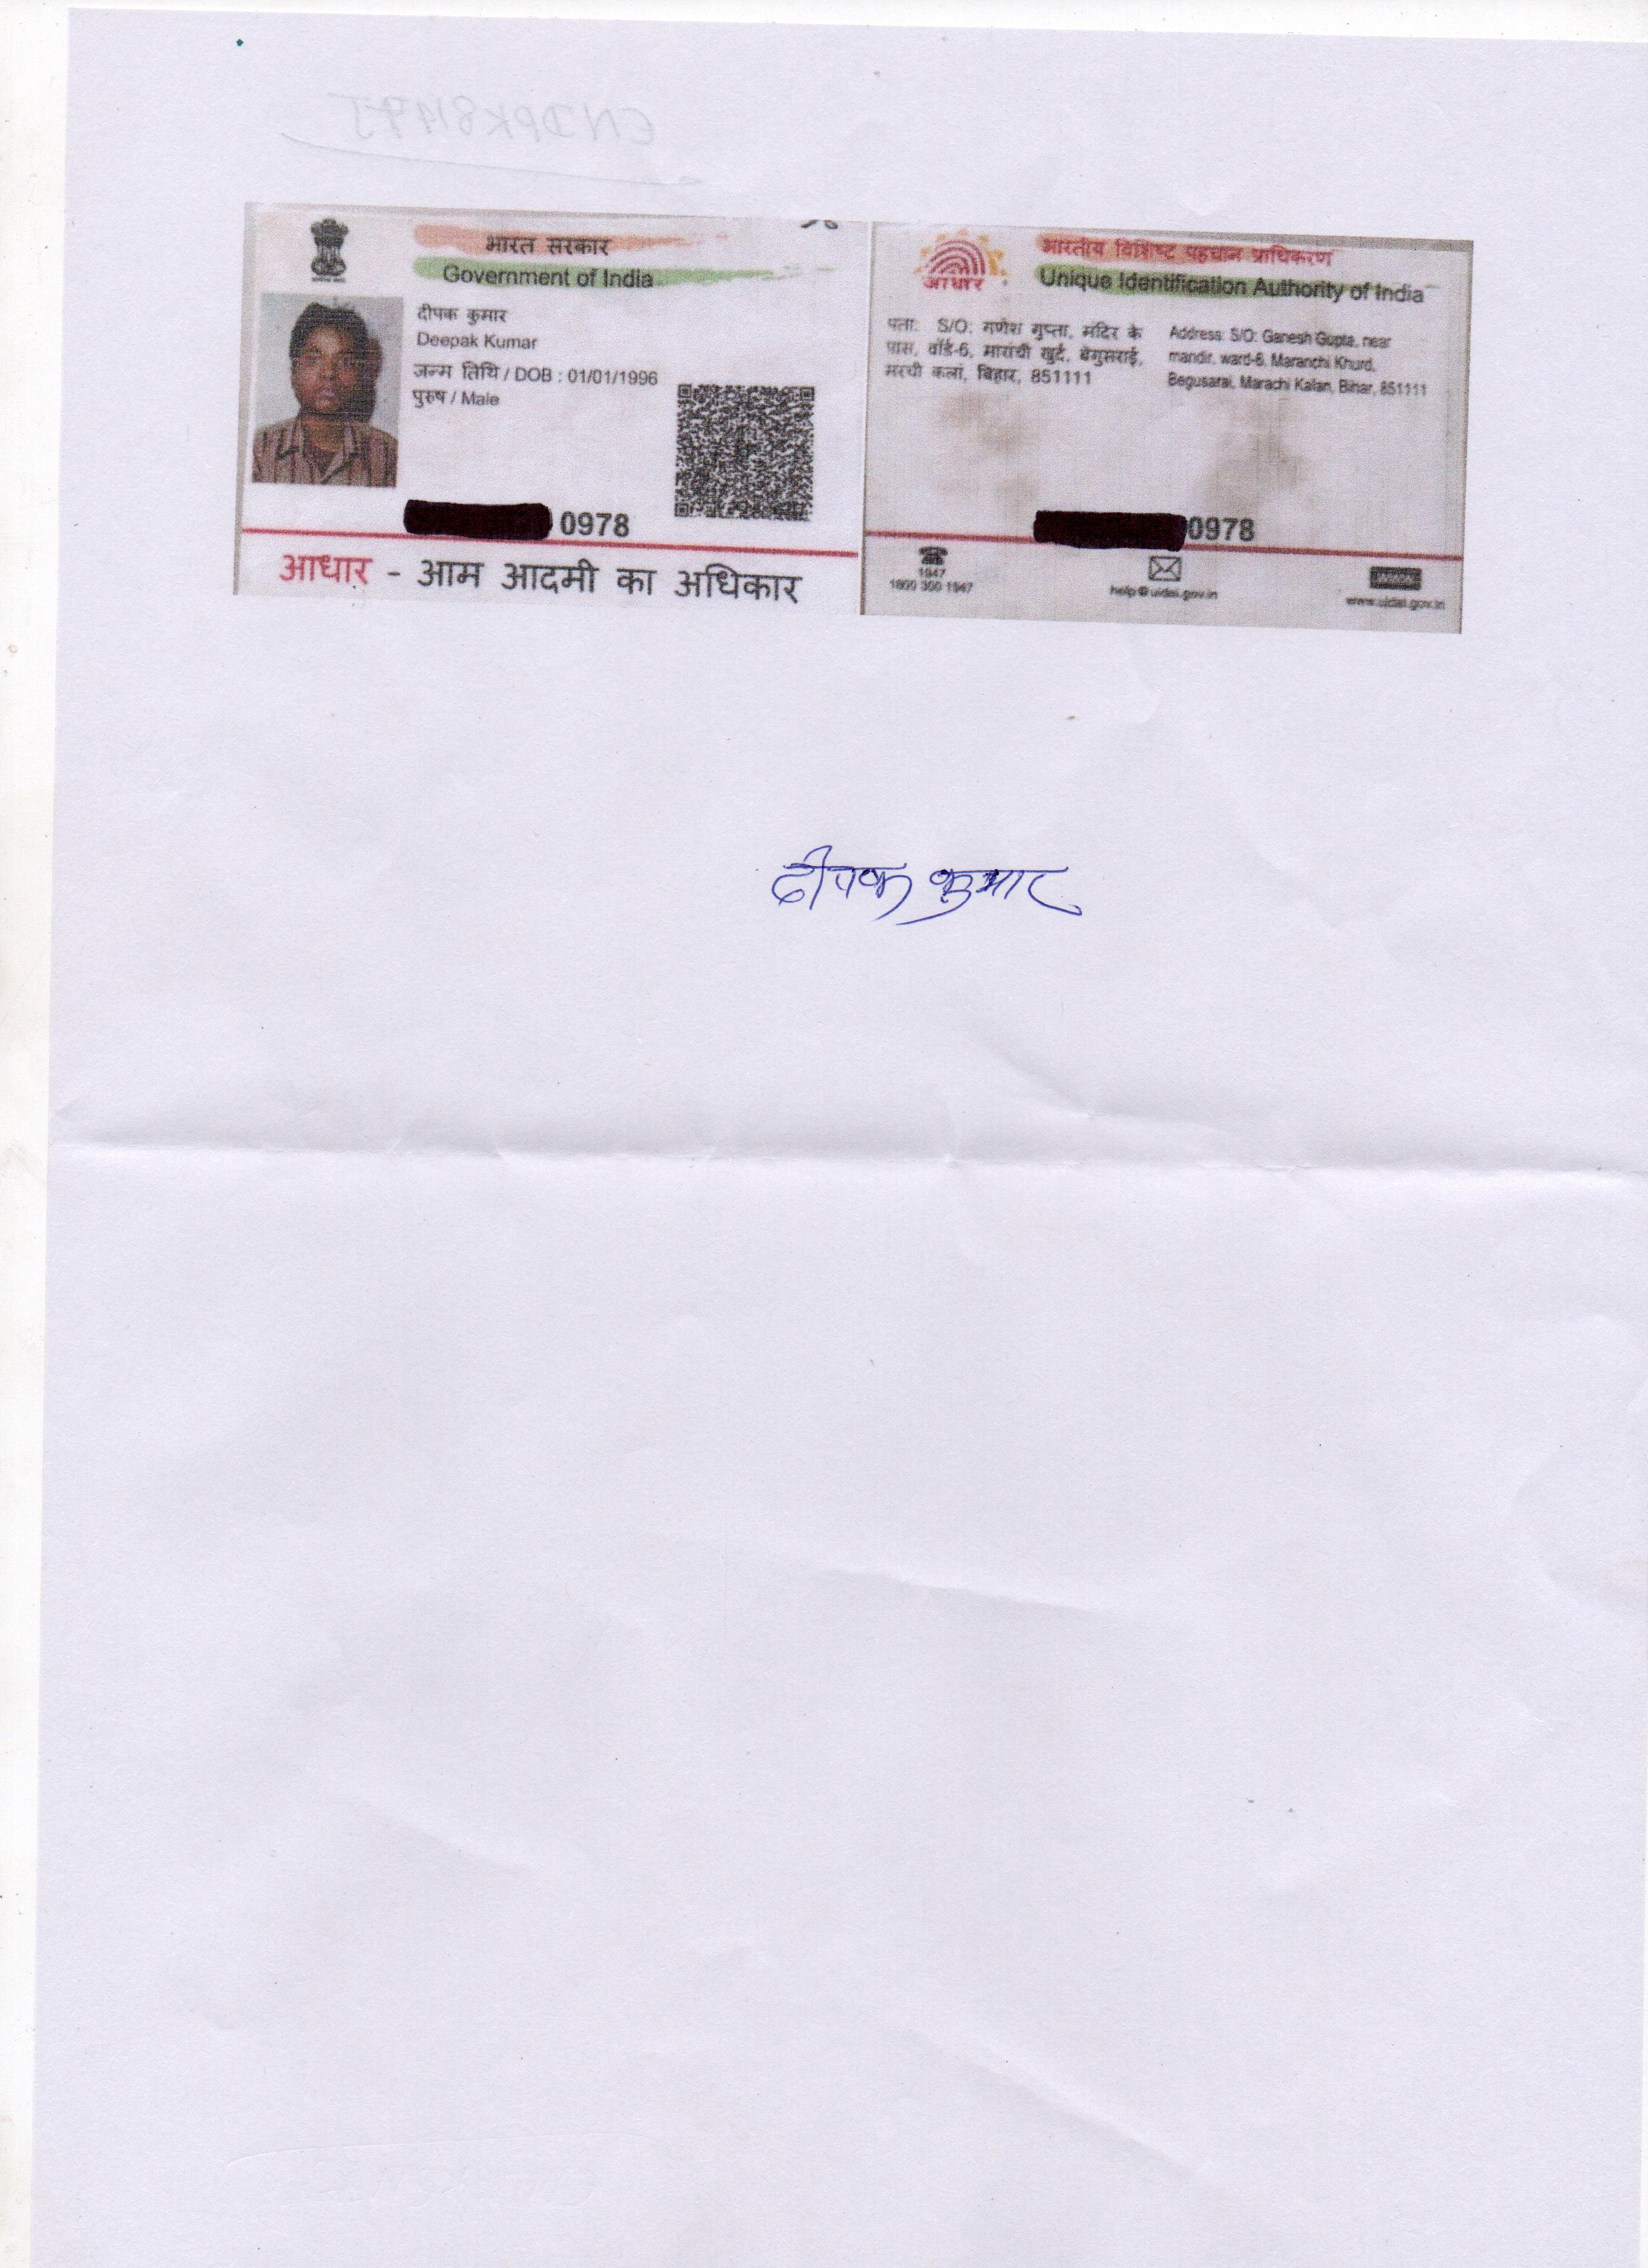 भारत सरकार
Government of India
दीपक कुमार
Deepak Kumar
जन्म तिथि / DOB : 01/01/1996
पुरुष / Male
0978
आधार - आम आदमी का अधिकार
भारतीय विशिष्ट पहचान प्राधिकरण
Unique Identification Authority of India
आधार
पता: S/O: गणेश गुप्ता, मंदिर के
पास, वॉर्ड-6, मारांची खुर्द, बेगुसराई,
मरची कलां, बिहार, 851111
Address: S/O: Ganesh Gupta, near
mandir, ward-6, Maranchi Khurd,
Begusarai, Marachi Kalan, Bihar, 851111
0978
1947
1800 300 1947
help@uidai.gov.in
www.uidai.gov.in
दीपक कुमार